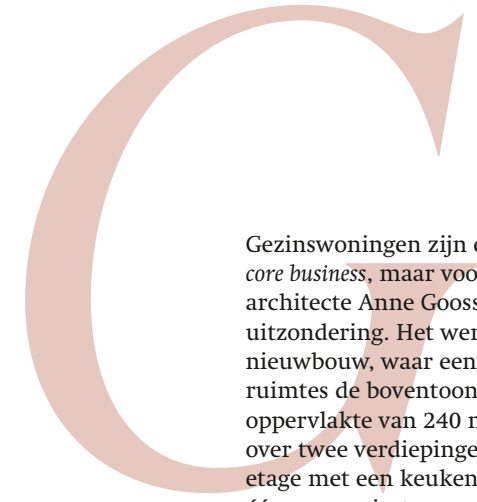 G
Gezinswoningen zijn
core business, maar
architecte Anne
uitzondering. Het
nieuwbouw, waar
ruimtes de boventoon
oppervlakte van 240
over twee
etage met een keuken